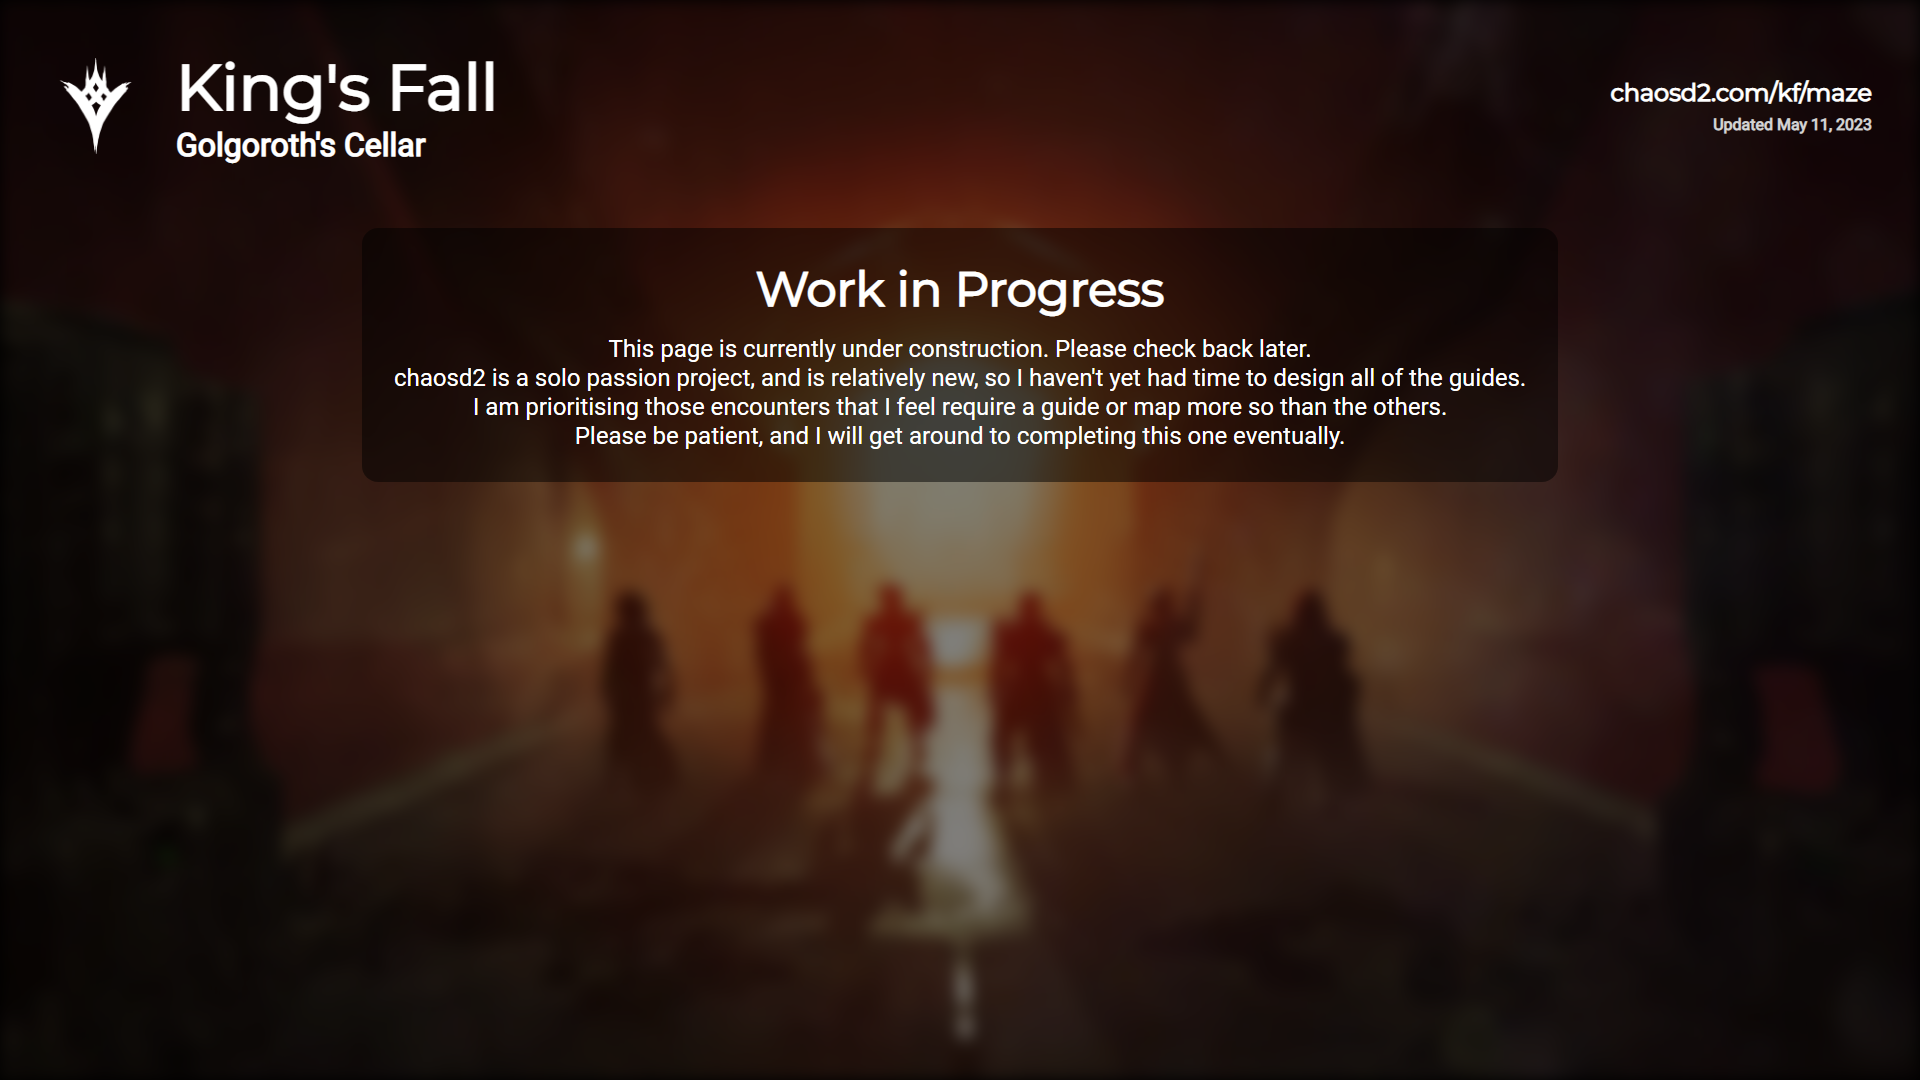 King's Fall
Golgoroth's Cellar
chaosd2.com/kf/maze
Updated May 11, 2023
Work in Progress
This page is currently under construction. Please check back later.
chaosd2 is a solo passion project, and is relatively new, so I haven't yet had time to design all of the guides.
I am prioritising those encounters that I feel require a guide or map more so than the others.
Please be patient, and I will get around to completing this one eventually.